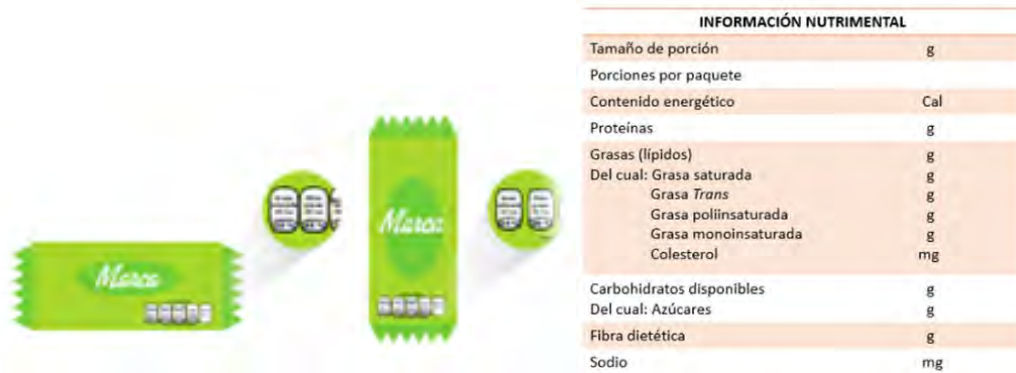 Marca
Marca
INFORMACIÓN NUTRIMENTAL
Tamaño de porción g
Porciones por paquete
Contenido energético Cal
Proteínas g
Grasas (lípidos) g
Del cual: Grasa saturada g
Grasa Trans g
Grasa poliinsaturada g
Grasa monoinsaturada g
Colesterol mg
Carbohidratos disponibles g
Del cual: Azúcares g
Fibra dietética g
Sodio mg